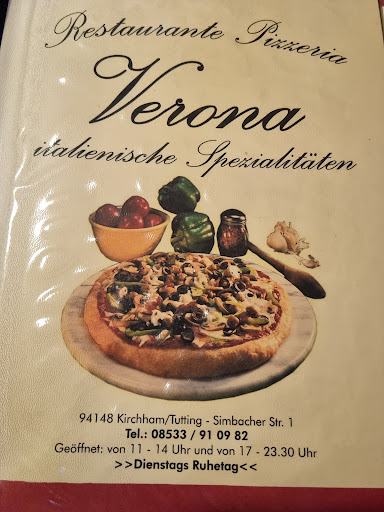 Restaurante Pizzeria
Verona
italienische Spezialitäten
94148 Kirchham/Tutting - Simbacher Str. 1
Tel.: 08533 / 91 09 82
Geöffnet: von 11 - 14 Uhr und von 17 - 23.30 Uhr
>>Dienstags Ruhetag<<